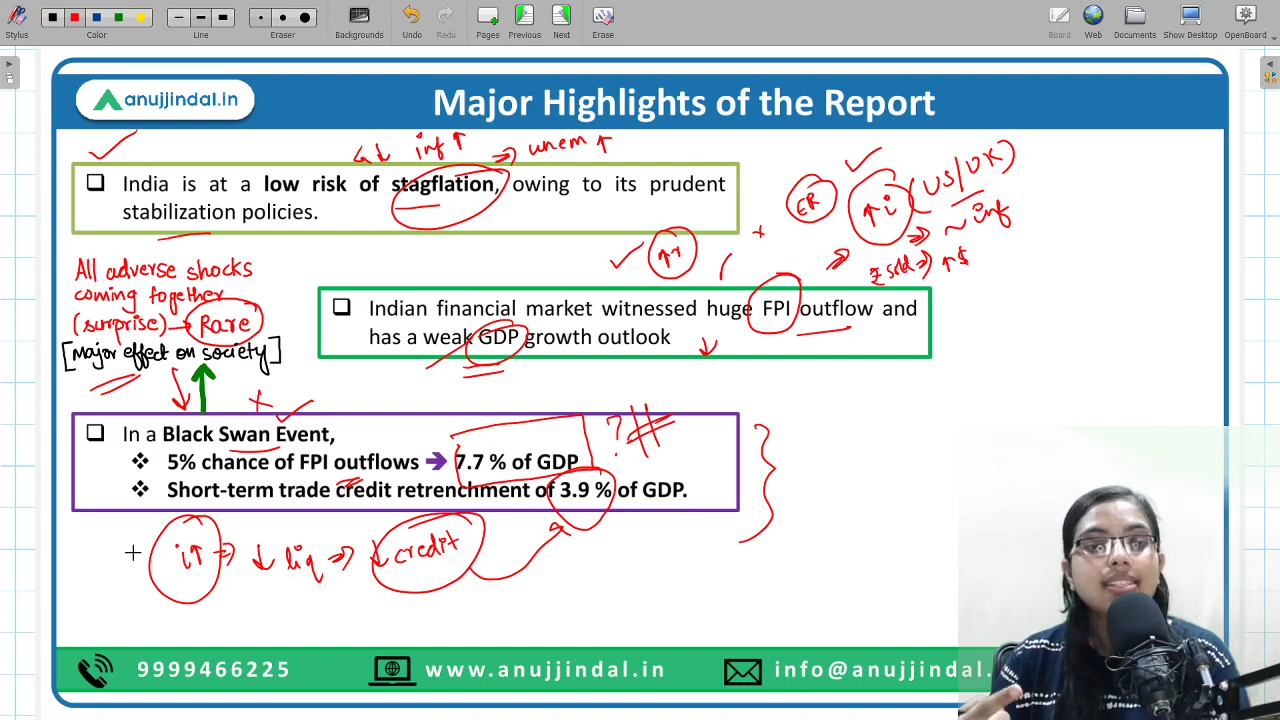 Stylus Color Line Eraser Backgrounds Undo Redo Pages Previous Next Erase Board Web Documents Show Desktop OpenBoard
anujjindal.in
Major Highlights of the Report
inf ↑
⇒ unem ↑
India is at a low risk of stagflation, owing to its prudent
stabilization policies.
ER
↑ i
(US/UK)
⇒ ~ inf
₹ sold ⇒ ↑ $
↑↑
All adverse shocks
coming together
(surprise) → Rare
[major effect on society]
Indian financial market witnessed huge FPI outflow and
has a weak GDP growth outlook
In a Black Swan Event,
5% chance of FPI outflows ➔ 7.7 % of GDP
?
Short-term trade credit retrenchment of 3.9 % of GDP.
i↑ ⇒ ↓ liq ⇒ ↓ credit
9999466225
www.anujjindal.in
info@anujjindal.